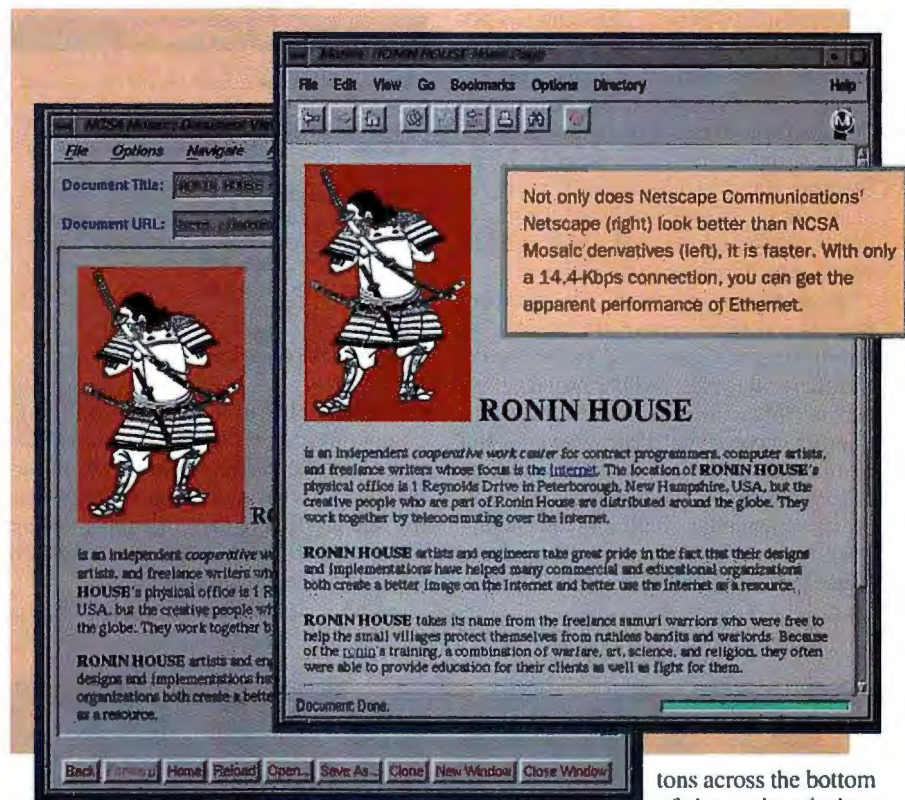 Mosaic: RONIN HOUSE Home Page
File Edit View Go Bookmarks Options Directory Help
M
Not only does Netscape Communications'
Netscape (right) look better than NCSA
Mosaic derivatives (left), it is faster. With only
a 14.4-Kbps connection, you can get the
apparent performance of Ethernet.
RONIN HOUSE
is an independent cooperative work center for contract programmers, computer artists,
and freelance writers whose focus is the Internet. The location of RONIN HOUSE's
physical office is 1 Reynolds Drive in Peterborough, New Hampshire, USA, but the
creative people who are part of Ronin House are distributed around the globe. They
work together by telecommuting over the Internet.
RONIN HOUSE artists and engineers take great pride in the fact that their designs
and implementations have helped many commercial and educational organizations
both create a better image on the Internet and better use the Internet as a resource.
RONIN HOUSE takes its name from the freelance samuri warriors who were free to
help the small villages protect themselves from ruthless bandits and warlords. Because
of the ronin's training, a combination of warfare, art, science, and religion, they often
were able to provide education for their clients as well as fight for them.
Document: Done.
NCSA Mosaic: Document View
File Options Navigate
Document Title: RONIN HOUSE
Document URL:
is an independent cooperative
artists, and freelance writers
HOUSE's physical office is 1
USA, but the creative people
the globe. They work together
RONIN HOUSE artists and
designs and implementations
organizations both create a
as a resource.
Back Forward Home Reload Open... Save As... Clone New Window Close Window
tons across the bottom